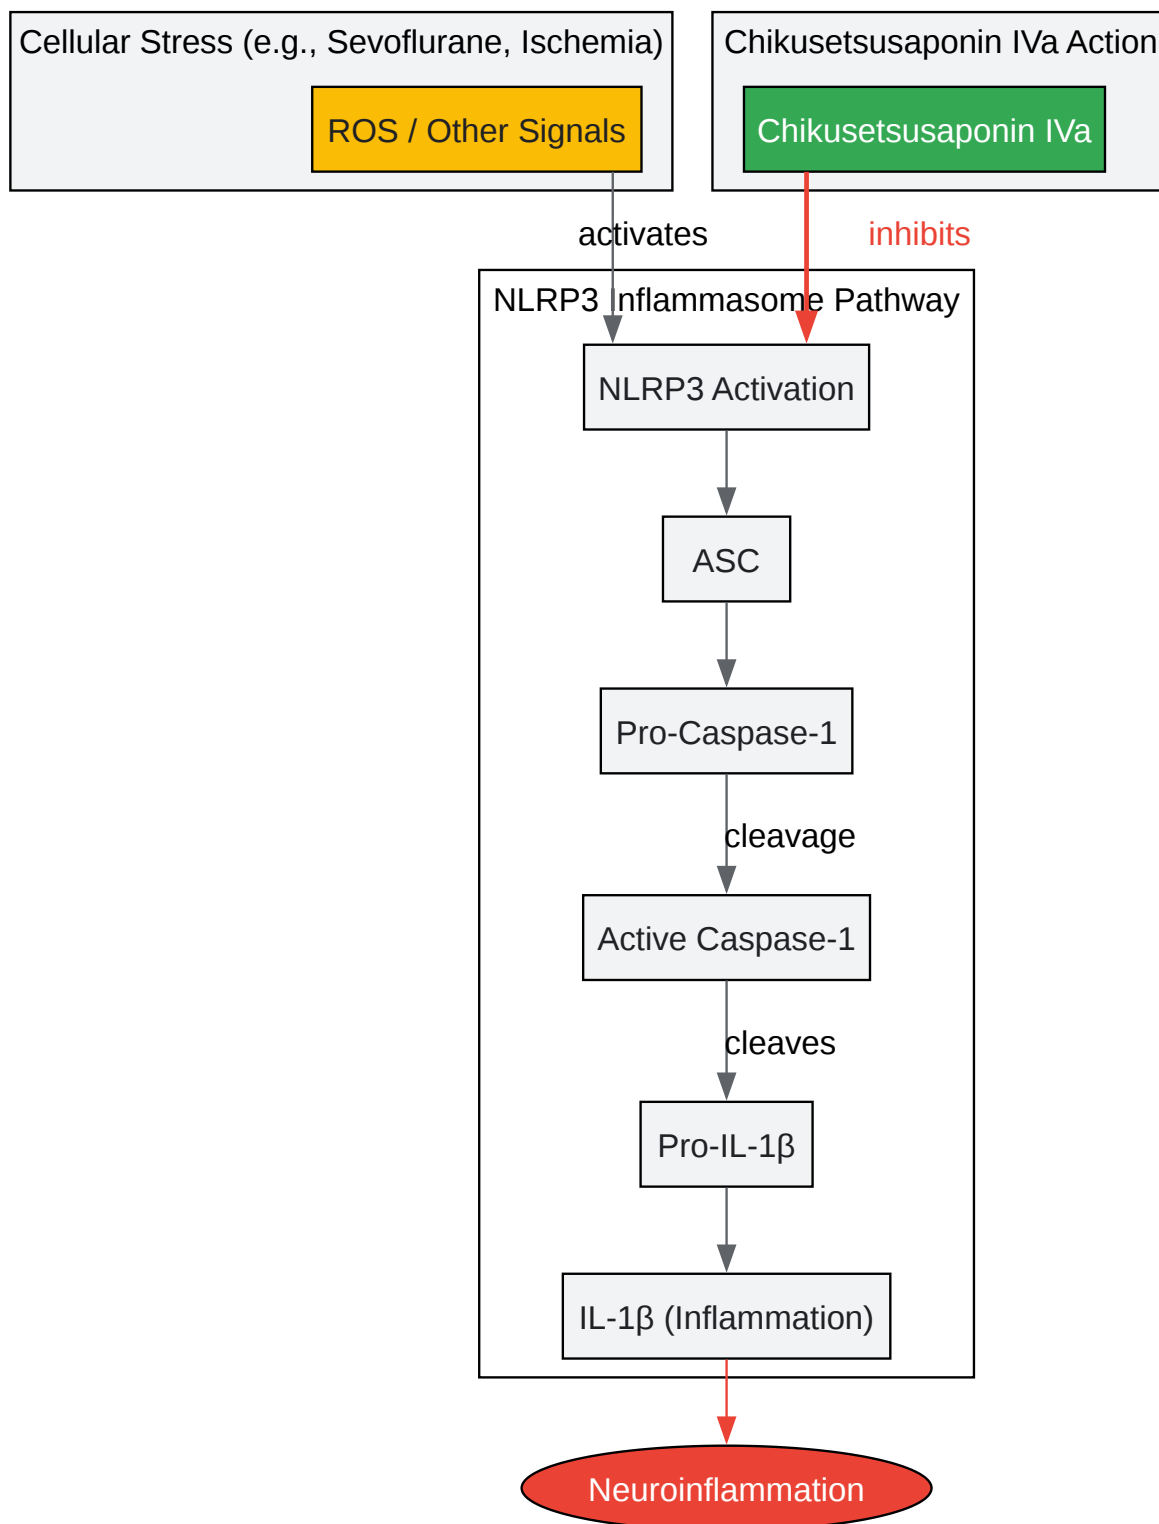 Cellular Stress (e.g., Sevoflurane, Ischemia)
Chikusetsusaponin IVa Action
ROS / Other Signals
Chikusetsusaponin IVa
activates
inhibits
NLRP3 Inflammasome Pathway
NLRP3 Activation
ASC
Pro-Caspase-1
cleavage
Active Caspase-1
cleaves
Pro-IL-1β
IL-1β (Inflammation)
Neuroinflammation